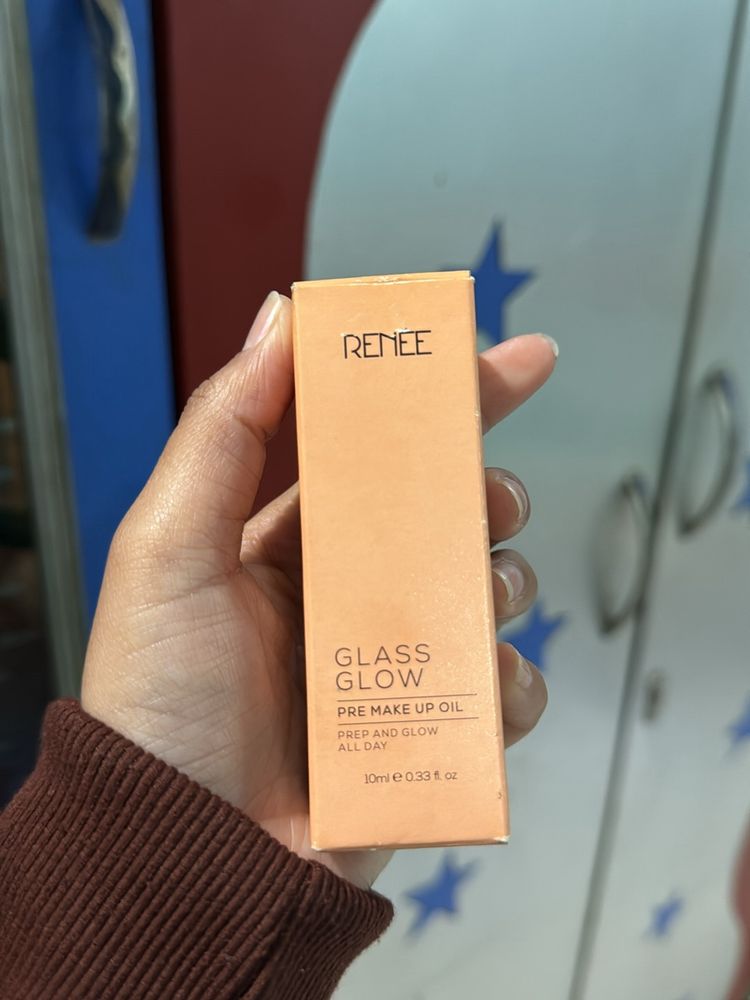 RENEE
GLASS
GLOW
PRE MAKE UP OIL
PREP AND GLOW
ALL DAY
10ml e 0.33 fl. oz